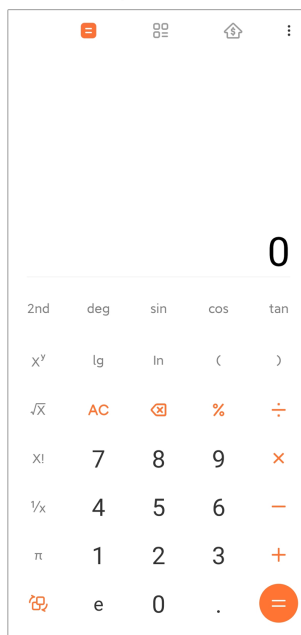 0
2nd deg sin cos tan
Xʸ lg ln ( )
√X AC % ÷
X! 7 8 9 ×
¹/x 4 5 6 −
π 1 2 3 +
e 0 . =